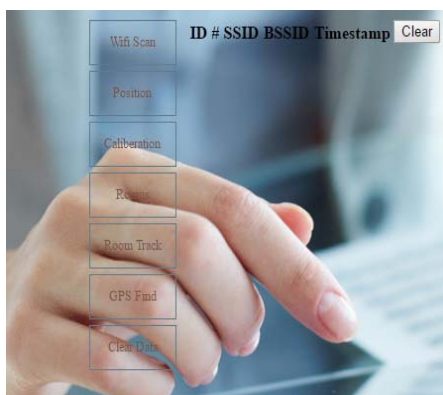 Wifi Scan
ID # SSID BSSID Timestamp Clear
Position
Caliberation
Room Track
GPS Find
Clear Data